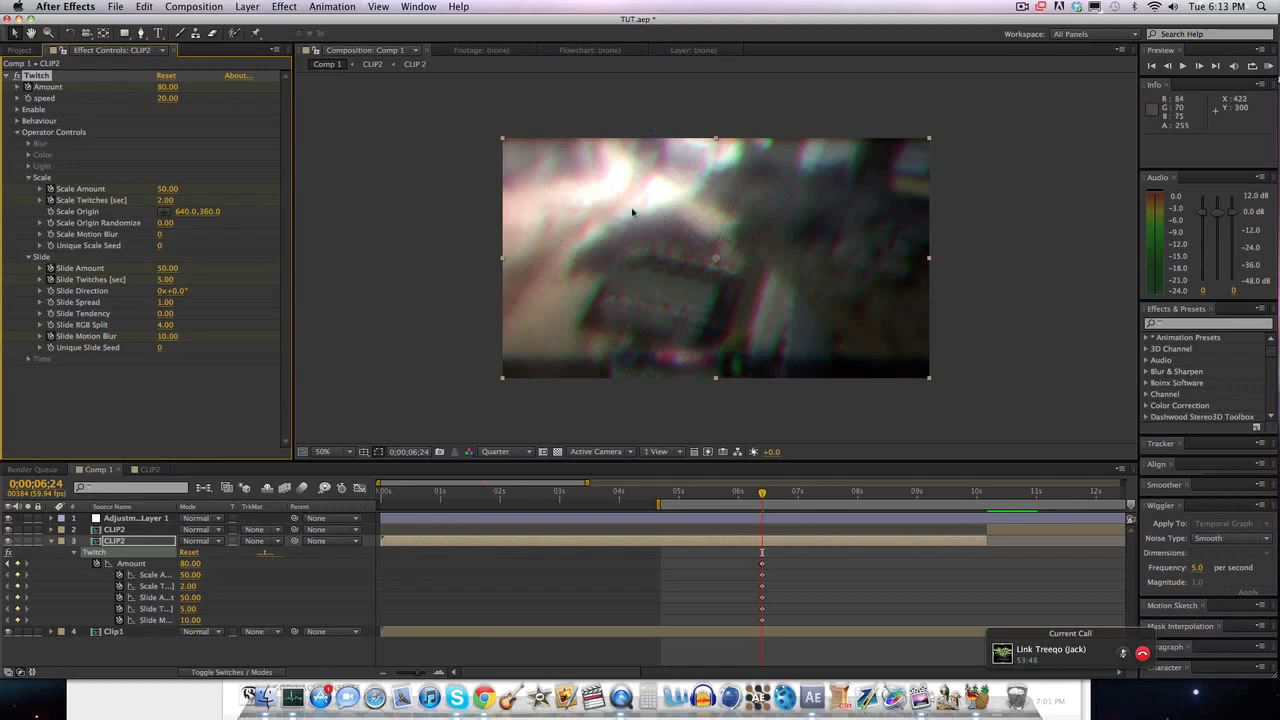 After Effects File Edit Composition Layer Effect Animation View Window Help
Tue 6:13 PM
TUT.aep *
Workspace: All Panels
Search Help
Project
Effect Controls: CLIP2
Composition: Comp 1
Footage: (none)
Flowchart: (none)
Layer: (none)
Preview
Comp 1 • CLIP2
Comp 1
CLIP2
CLIP 2
Twitch Reset About...
Amount 80.00
speed 20.00
Enable
Behaviour
Operator Controls
Blur
Color
Light
Scale
Scale Amount 50.00
Scale Twitches [sec] 2.00
Scale Origin 640.0,360.0
Scale Origin Randomize 0.00
Scale Motion Blur 0
Unique Scale Seed 0
Slide
Slide Amount 50.00
Slide Twitches [sec] 5.00
Slide Direction 0x+0.0°
Slide Spread 1.00
Slide Tendency 0.00
Slide RGB Split 4.00
Slide Motion Blur 10.00
Unique Slide Seed 0
Time
Info
R: 84
G: 70
B: 75
A: 255
X: 422
Y: 300
Audio
0.0
-3.0
-6.0
-9.0
-12.0
-15.0
-18.0
-21.0
-24.0
12.0 dB
0.0 dB
-12.0
-24.0
-36.0
-48.0 dB
0 0
Effects & Presets
* Animation Presets
3D Channel
Audio
Blur & Sharpen
Boinx Software
Channel
Color Correction
Dashwood Stereo3D Toolbox
Tracker
Align
Smoother
Wiggler
Apply To: Temporal Graph
Noise Type: Smooth
Dimensions:
Frequency: 5.0 per second
Magnitude: 1.0
Apply
Motion Sketch
Mask Interpolation
Paragraph
Character
50%
0;00;06;24
Quarter
Active Camera
1 View
+0.0
Render Queue
Comp 1
CLIP2
0;00;06;24
00384 (59.94 fps)
01s 02s 03s 04s 05s 06s 07s 08s 09s 10s 11s 12s
# Source Name Mode T TrkMat Parent
1 Adjustm...Layer 1 Normal None
2 CLIP2 Normal None None
3 CLIP2 Normal None None
Twitch Reset ...t...
Amount 80.00
Scale A... 50.00
Scale T...] 2.00
Slide A...t 50.00
Slide T...] 5.00
Slide M... 10.00
4 Clip1 Normal None None
Toggle Switches / Modes
Current Call
Link Treeqo (Jack)
53:48
7:01 PM